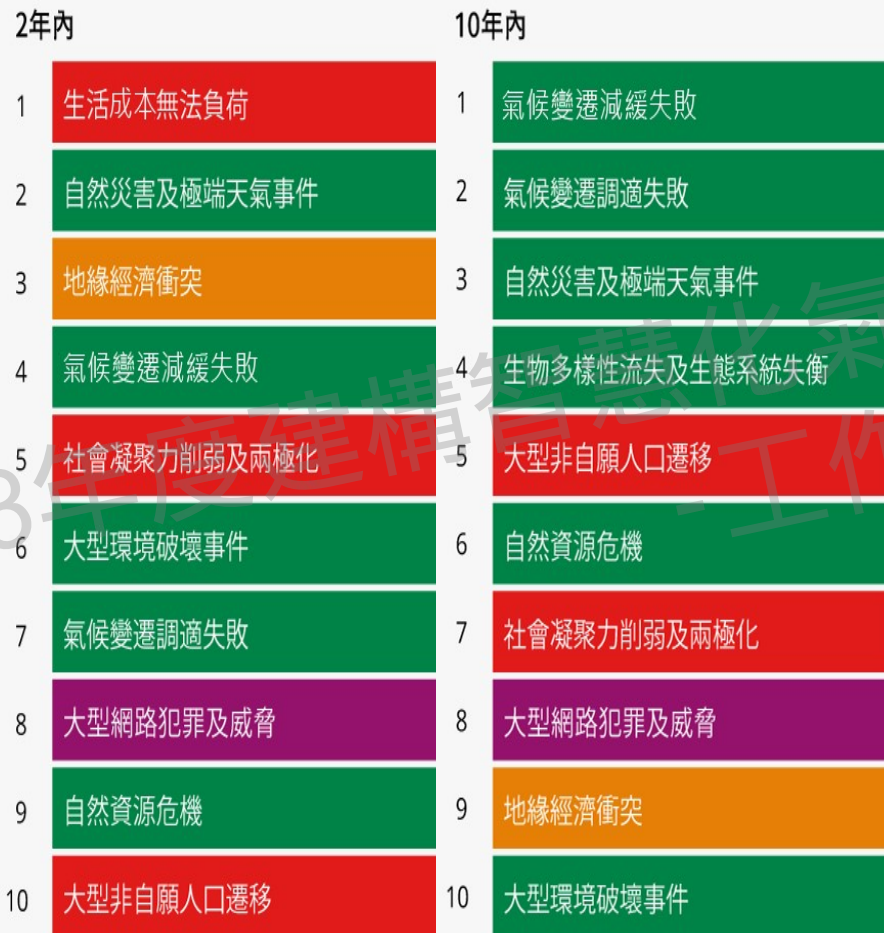 2年內
1 生活成本無法負荷
2 自然災害及極端天氣事件
3 地緣經濟衝突
4 氣候變遷減緩失敗
5 社會凝聚力削弱及兩極化
6 大型環境破壞事件
7 氣候變遷調適失敗
8 大型網路犯罪及威脅
9 自然資源危機
10 大型非自願人口遷移
10年內
1 氣候變遷減緩失敗
2 氣候變遷調適失敗
3 自然災害及極端天氣事件
4 生物多樣性流失及生態系統失衡
5 大型非自願人口遷移
6 自然資源危機
7 社會凝聚力削弱及兩極化
8 大型網路犯罪及威脅
9 地緣經濟衝突
10 大型環境破壞事件
3年度建構智慧化氣
-工作